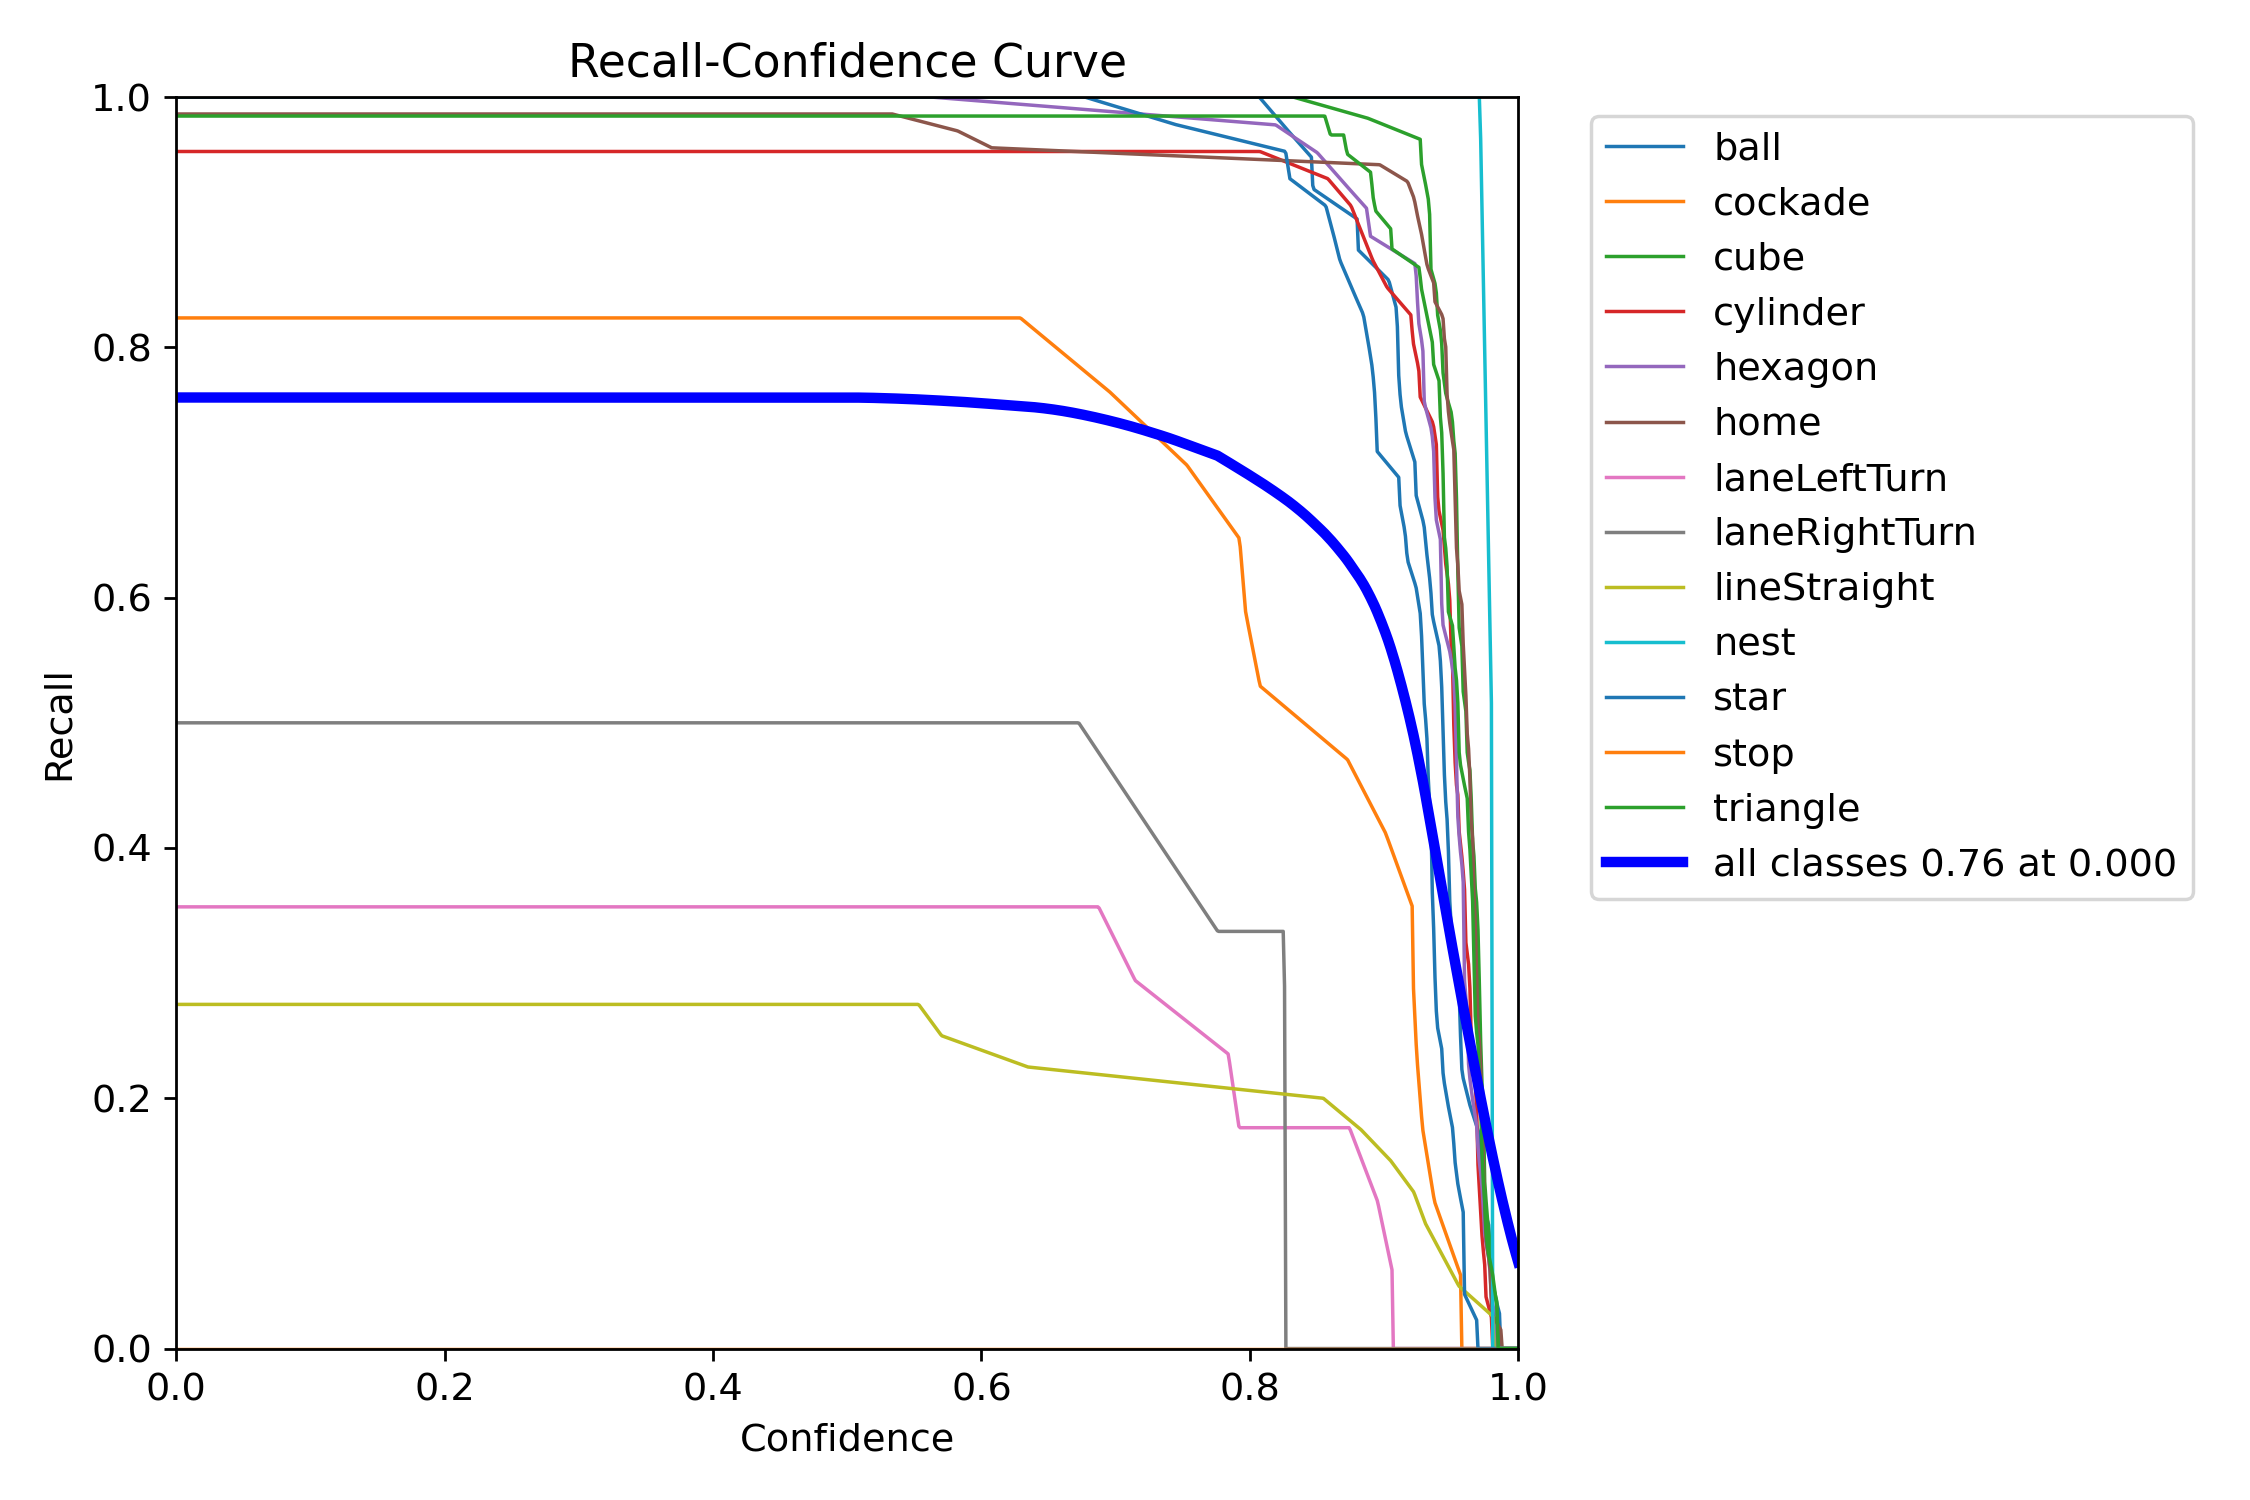 Recall-Confidence Curve
1.0
0.8
0.6
0.4
0.2
0.0
Recall
0.0 0.2 0.4 0.6 0.8 1.0
Confidence
ball
cockade
cube
cylinder
hexagon
home
laneLeftTurn
laneRightTurn
lineStraight
nest
star
stop
triangle
all classes 0.76 at 0.000